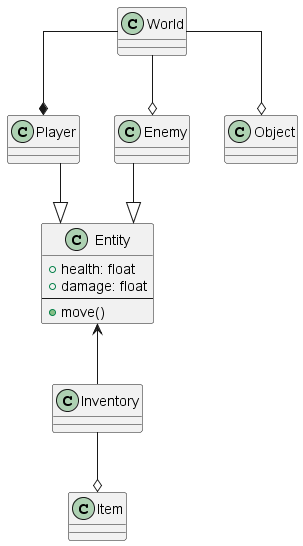 C World
C Player
C Enemy
C Object
C Entity
health: float
damage: float
move()
C Inventory
C Item